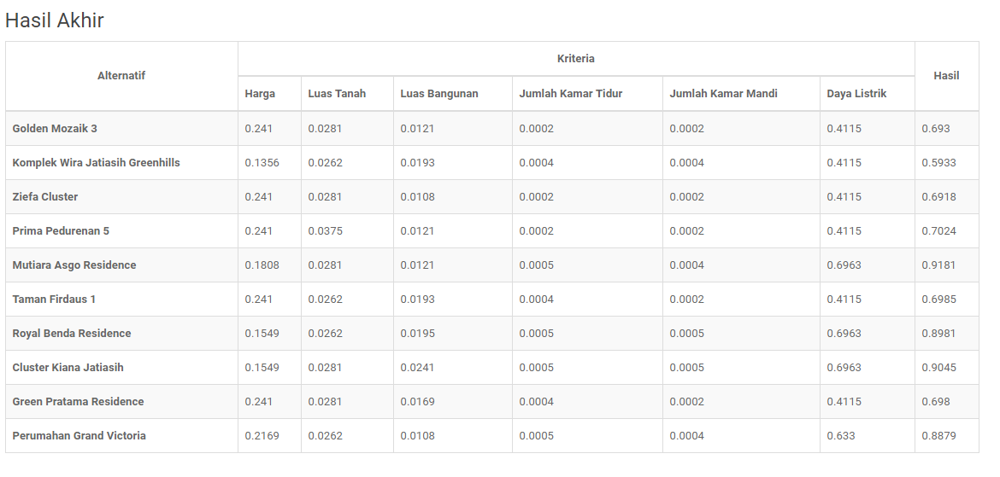 Hasil Akhir
Alternatif Kriteria Hasil
Harga Luas Tanah Luas Bangunan Jumlah Kamar Tidur Jumlah Kamar Mandi Daya Listrik
Golden Mozaik 3 0.241 0.0281 0.0121 0.0002 0.0002 0.4115 0.693
Komplek Wira Jatiasih Greenhills 0.1356 0.0262 0.0193 0.0004 0.0004 0.4115 0.5933
Ziefa Cluster 0.241 0.0281 0.0108 0.0002 0.0002 0.4115 0.6918
Prima Pedurenan 5 0.241 0.0375 0.0121 0.0002 0.0002 0.4115 0.7024
Mutiara Asgo Residence 0.1808 0.0281 0.0121 0.0005 0.0004 0.6963 0.9181
Taman Firdaus 1 0.241 0.0262 0.0193 0.0004 0.0002 0.4115 0.6985
Royal Benda Residence 0.1549 0.0262 0.0195 0.0005 0.0005 0.6963 0.8981
Cluster Kiana Jatiasih 0.1549 0.0281 0.0241 0.0005 0.0005 0.6963 0.9045
Green Pratama Residence 0.241 0.0281 0.0169 0.0004 0.0002 0.4115 0.698
Perumahan Grand Victoria 0.2169 0.0262 0.0108 0.0005 0.0004 0.633 0.8879